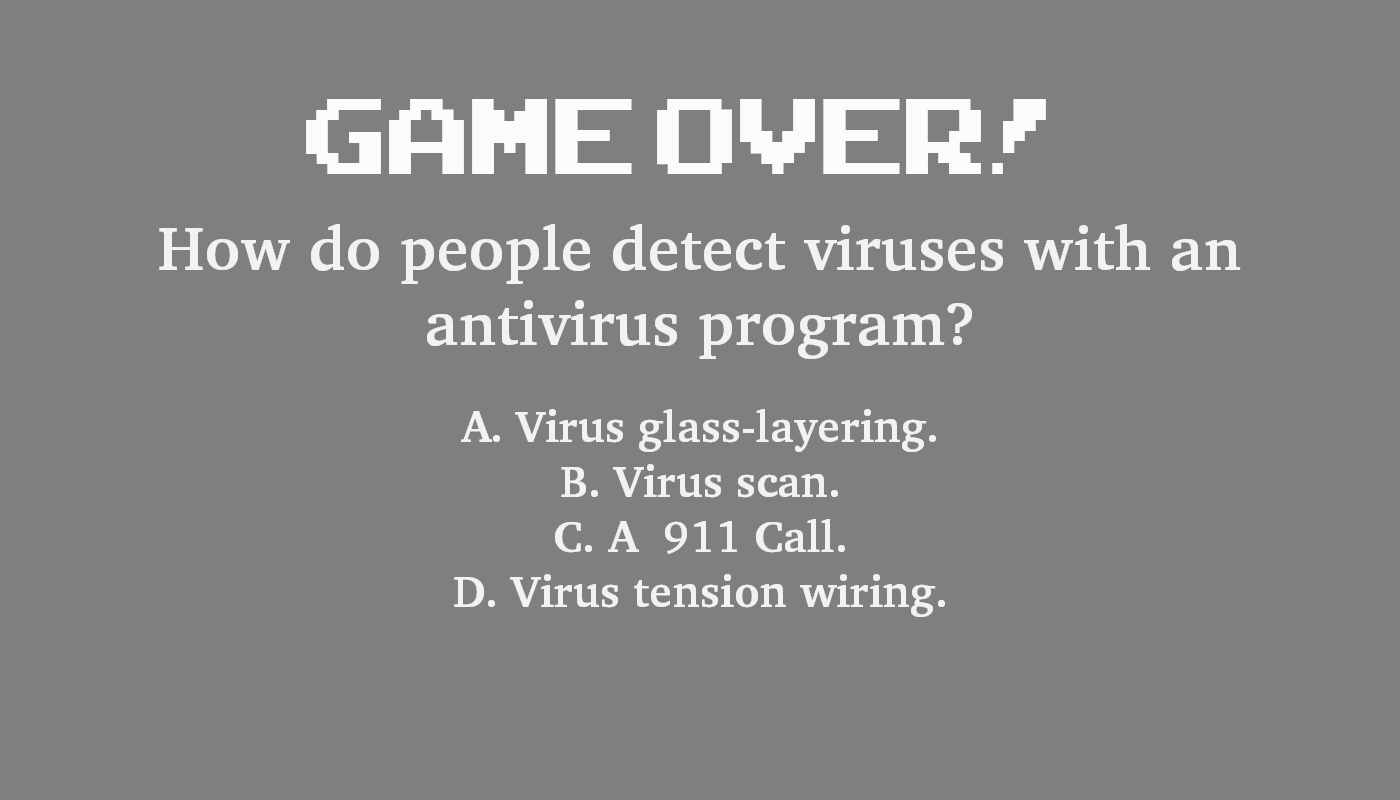 GAME OVER!
How do people detect viruses with an
antivirus program?
A. Virus glass-layering.
B. Virus scan.
C. A  911 Call.
D. Virus tension wiring.